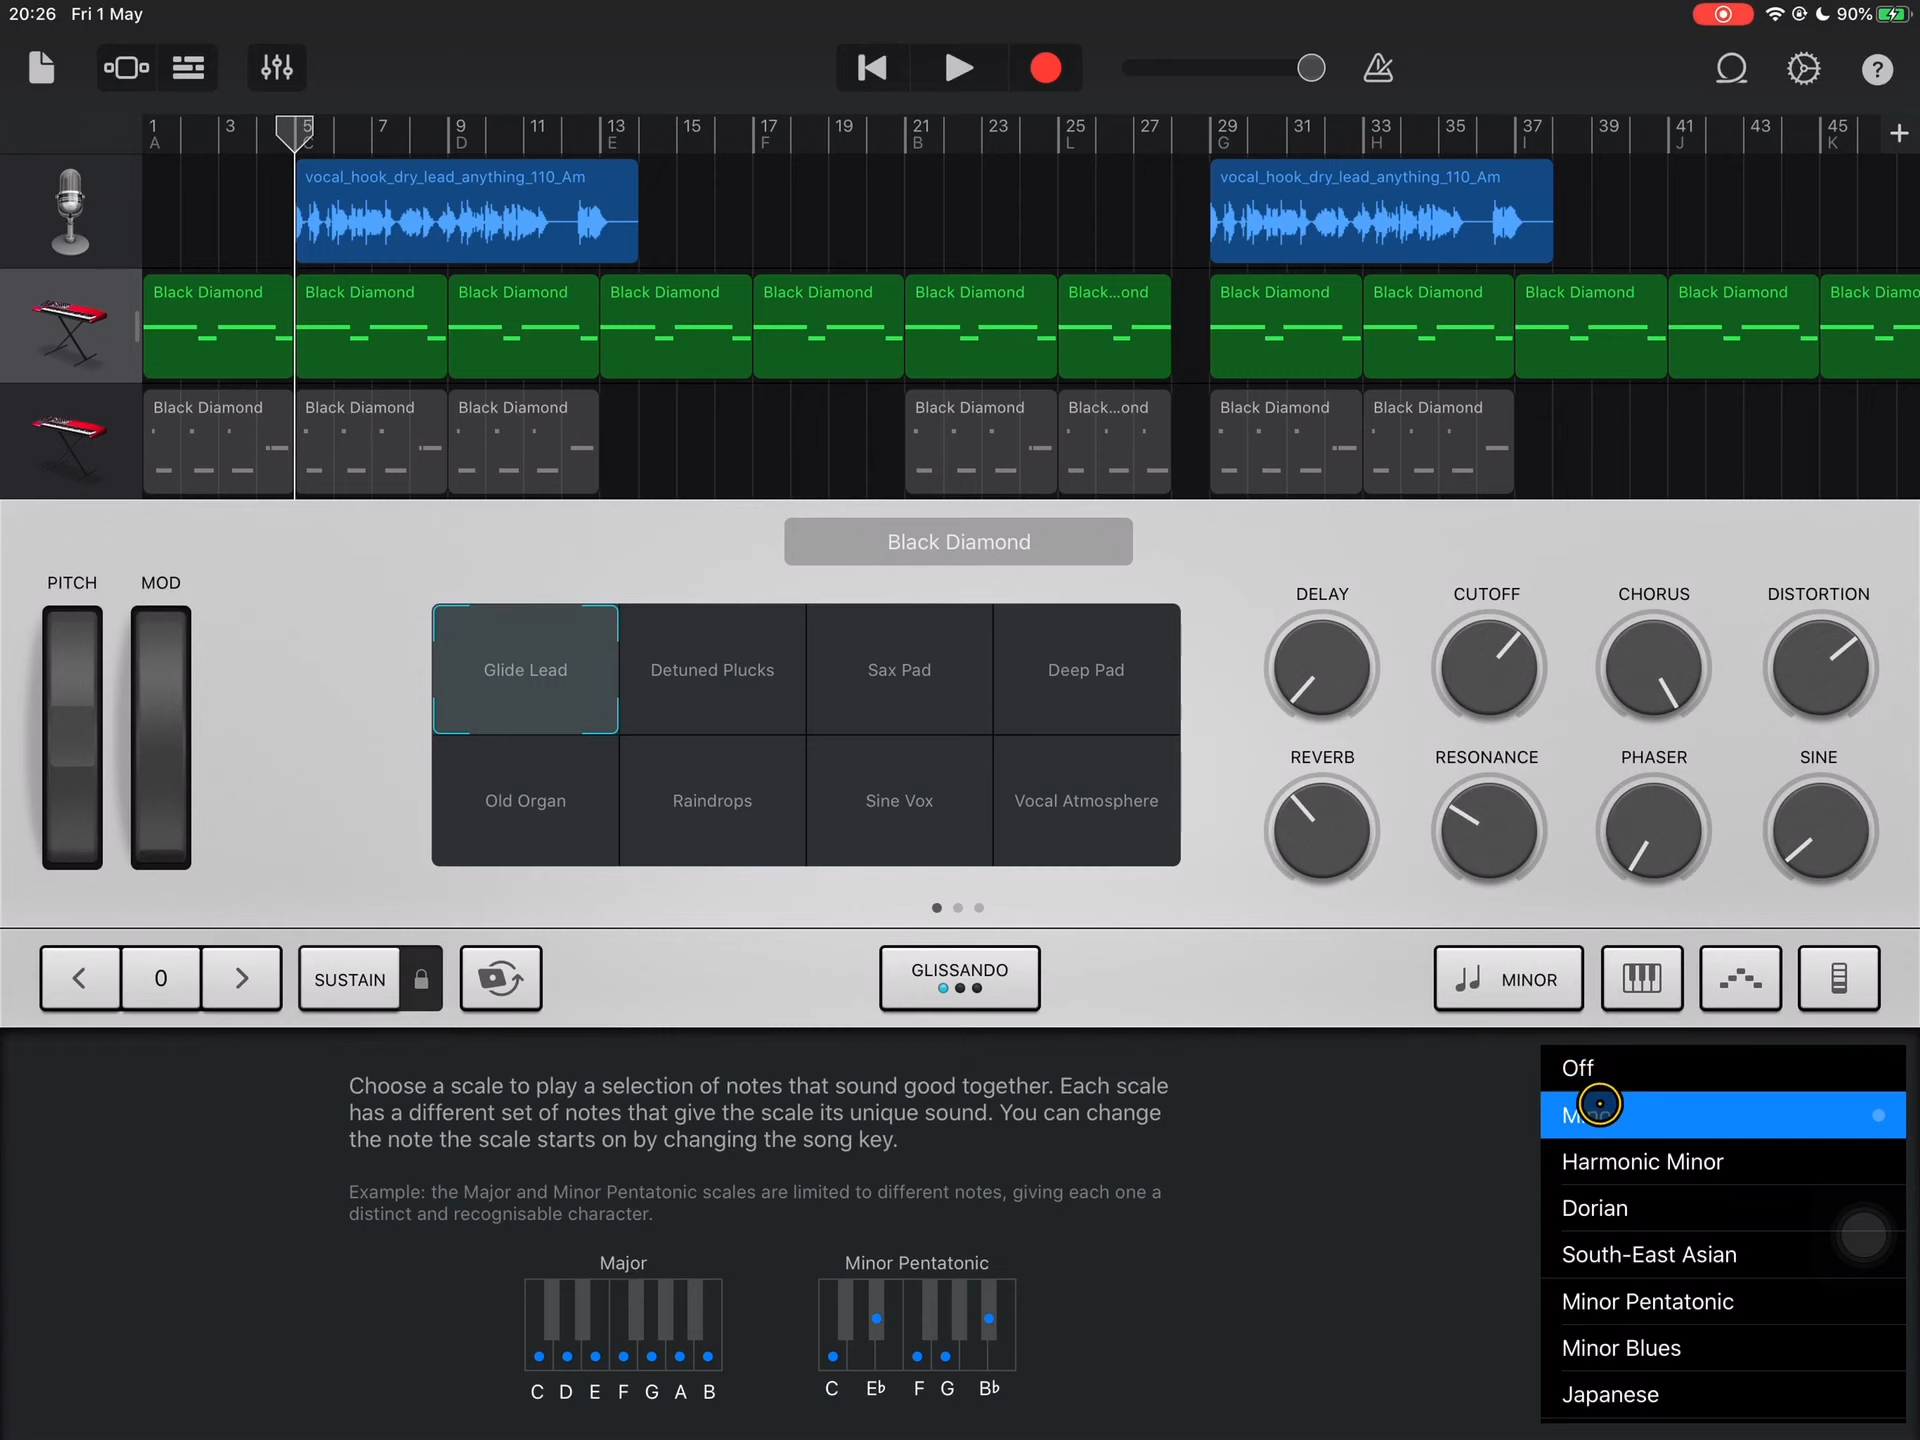 20:26 Fri 1 May
90%
1 3 5 7 9 11 13 15 17 19 21 23 25 27 29 31 33 35 37 39 41 43 45
A C D E F B L G H I J K
vocal_hook_dry_lead_anything_110_Am vocal_hook_dry_lead_anything_110_Am
Black Diamond Black Diamond Black Diamond Black Diamond Black Diamond Black Diamond Black...ond Black Diamond Black Diamond Black Diamond Black Diamond Black Diamo
Black Diamond Black Diamond Black Diamond Black Diamond Black...ond Black Diamond Black Diamond
Black Diamond
PITCH MOD
DELAY CUTOFF CHORUS DISTORTION
Glide Lead Detuned Plucks Sax Pad Deep Pad
REVERB RESONANCE PHASER SINE
Old Organ Raindrops Sine Vox Vocal Atmosphere
0 SUSTAIN GLISSANDO MINOR
Choose a scale to play a selection of notes that sound good together. Each scale
has a different set of notes that give the scale its unique sound. You can change
the note the scale starts on by changing the song key.
Example: the Major and Minor Pentatonic scales are limited to different notes, giving each one a
distinct and recognisable character.
Major Minor Pentatonic
C D E F G A B
C E♭ F G B♭
Off
Harmonic Minor
Dorian
South-East Asian
Minor Pentatonic
Minor Blues
Japanese